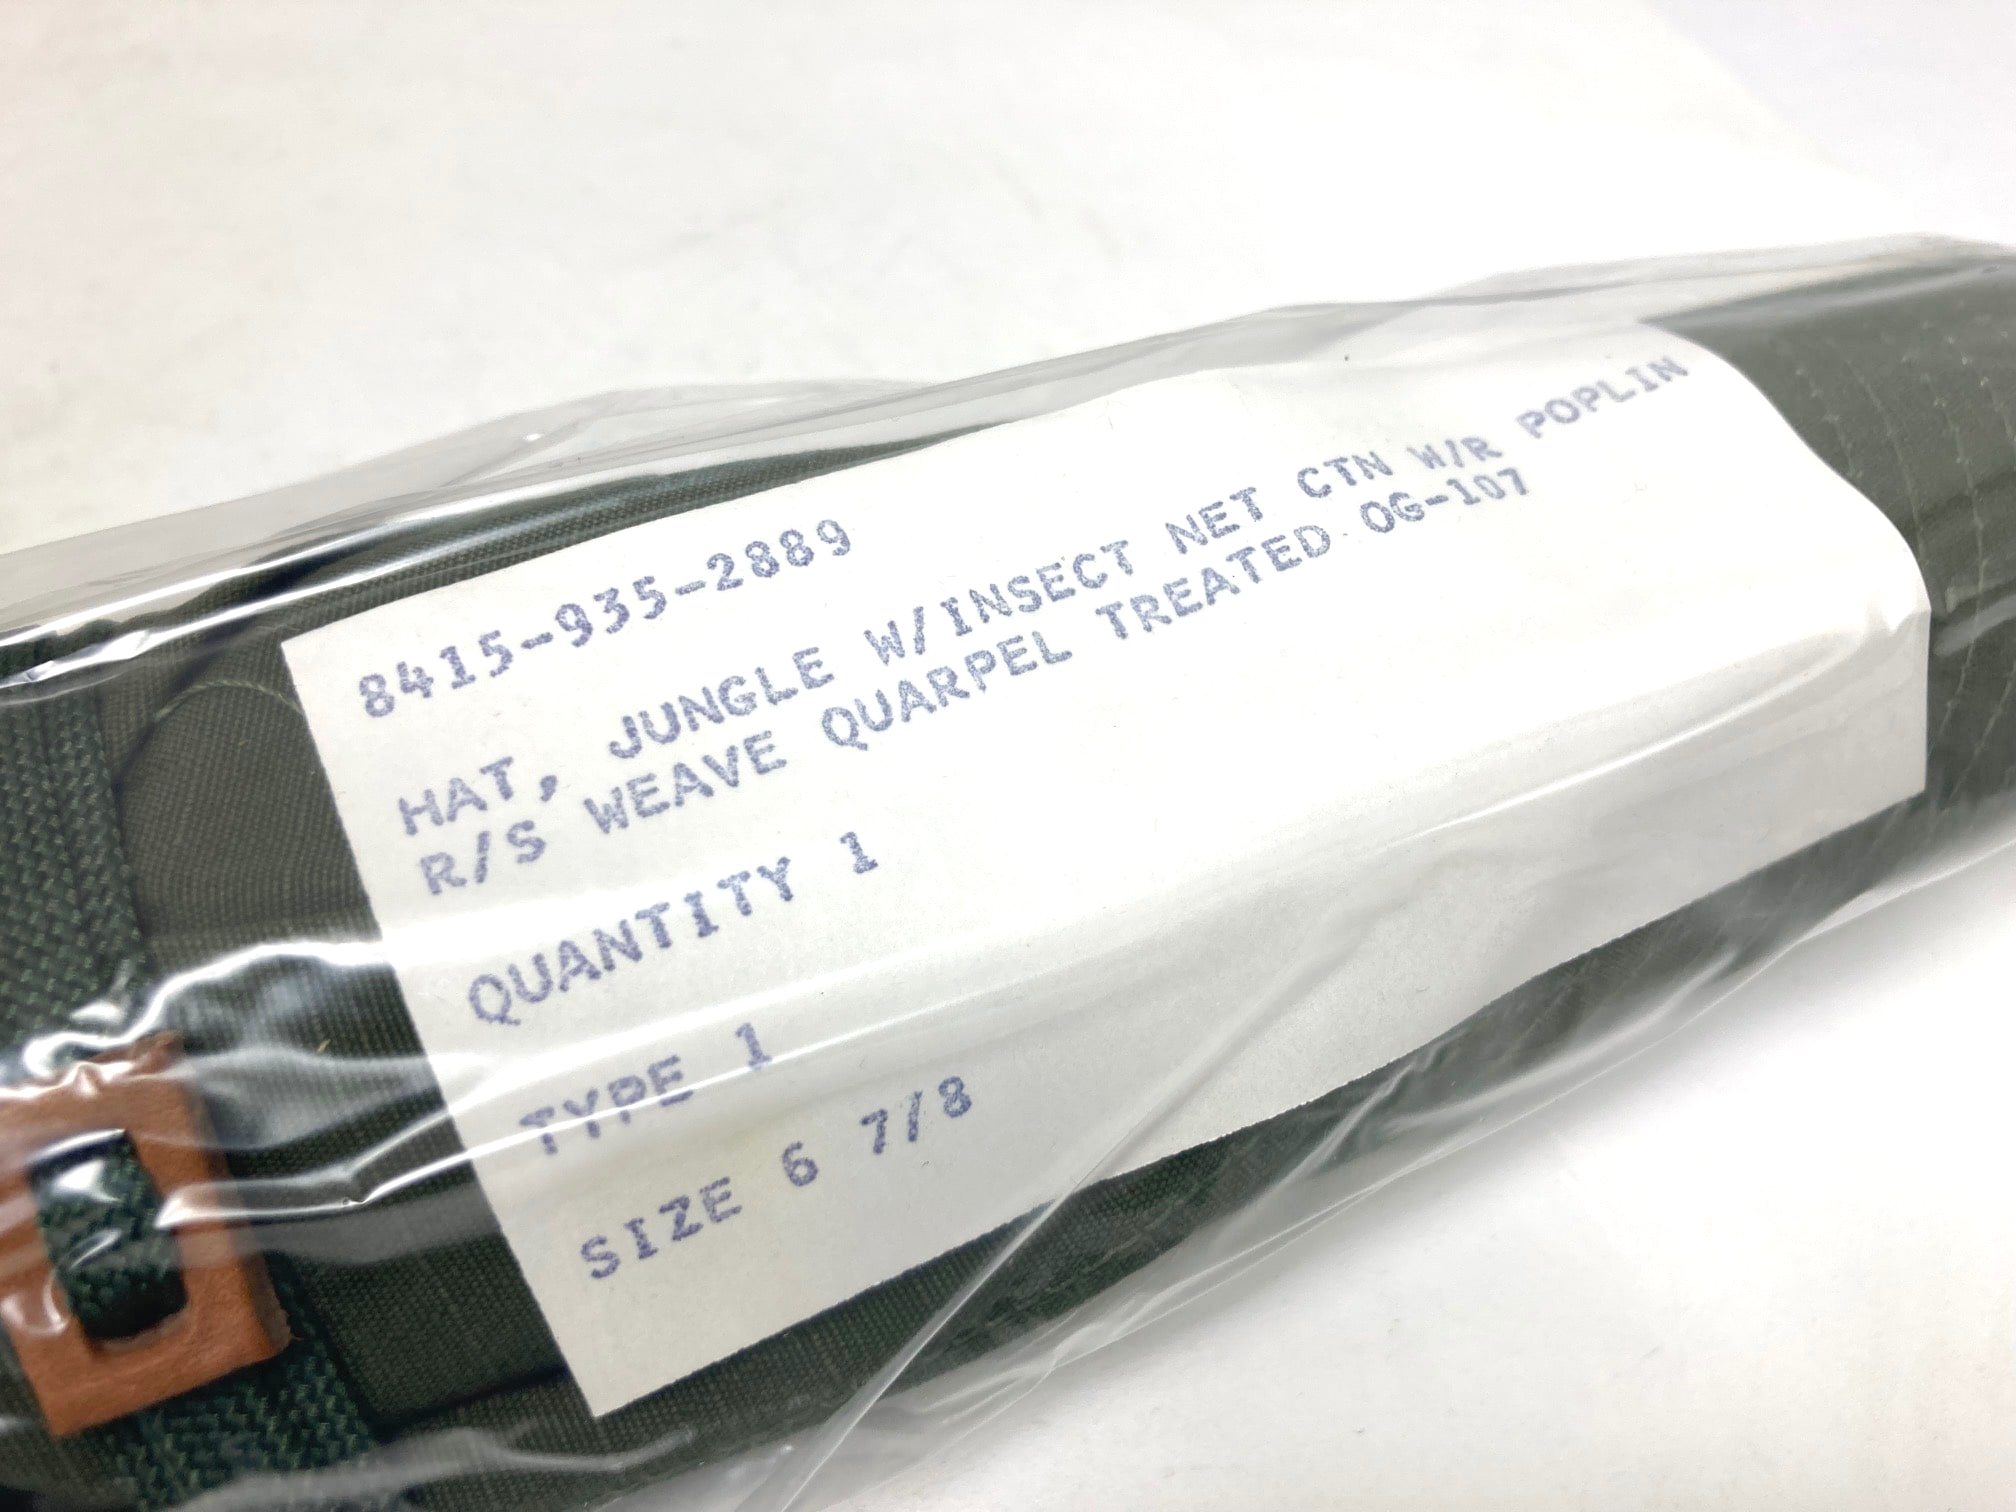 8415-935-2889
HAT, JUNGLE W/INSECT NET CTN W/R POPLIN
R/S WEAVE QUARPEL TREATED OG-107
QUANTITY 1
TYPE 1
SIZE 6 7/8